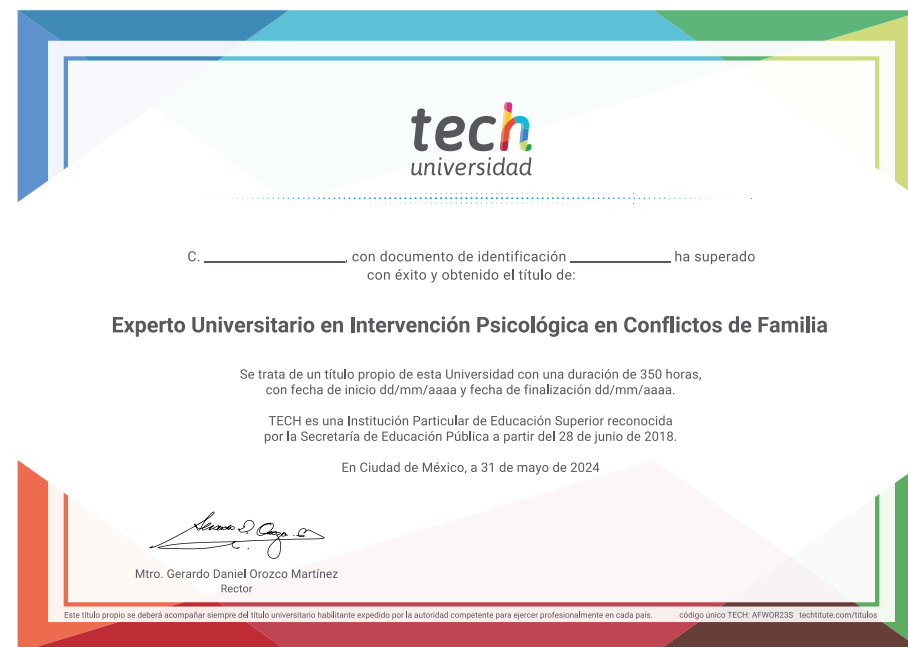 tech
universidad
C. ____________, con documento de identificación ____________ ha superado
con éxito y obtenido el título de:
Experto Universitario en Intervención Psicológica en Conflictos de Familia
Se trata de un título propio de esta Universidad con una duración de 350 horas,
con fecha de inicio dd/mm/aaaa y fecha de finalización dd/mm/aaaa.
TECH es una Institución Particular de Educación Superior reconocida
por la Secretaría de Educación Pública a partir del 28 de junio de 2018.
En Ciudad de México, a 31 de mayo de 2024
Mtro. Gerardo Daniel Orozco Martínez
Rector
Este título propio se deberá acompañar siempre del título universitario habilitante expedido por la autoridad competente para ejercer profesionalmente en cada país. código único TECH: AFWOR23S techtitute.com/titulos